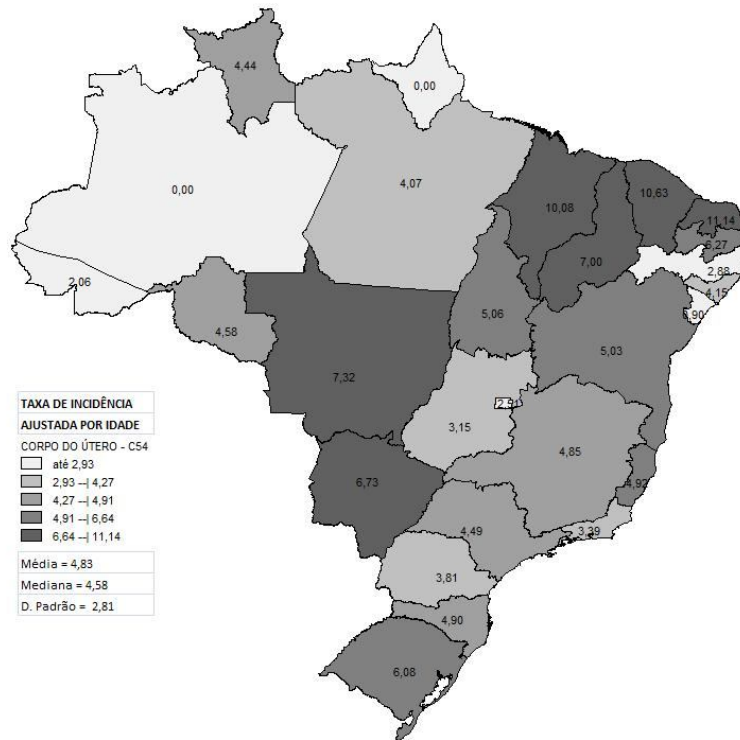 4,44
0,00
0,00
4,07
10,08
10,63
11,14
6,27
7,00
2,88
4,15
0,90
2,06
4,58
5,06
5,03
7,32
2,51
3,15
4,85
6,73
4,92
4,49
3,39
3,81
4,90
6,08
TAXA DE INCIDÊNCIA
AJUSTADA POR IDADE
CORPO DO ÚTERO - C54
até 2,93
2,93 --| 4,27
4,27 --| 4,91
4,91 --| 6,64
6,64 --| 11,14
Média = 4,83
Mediana = 4,58
D. Padrão = 2,81